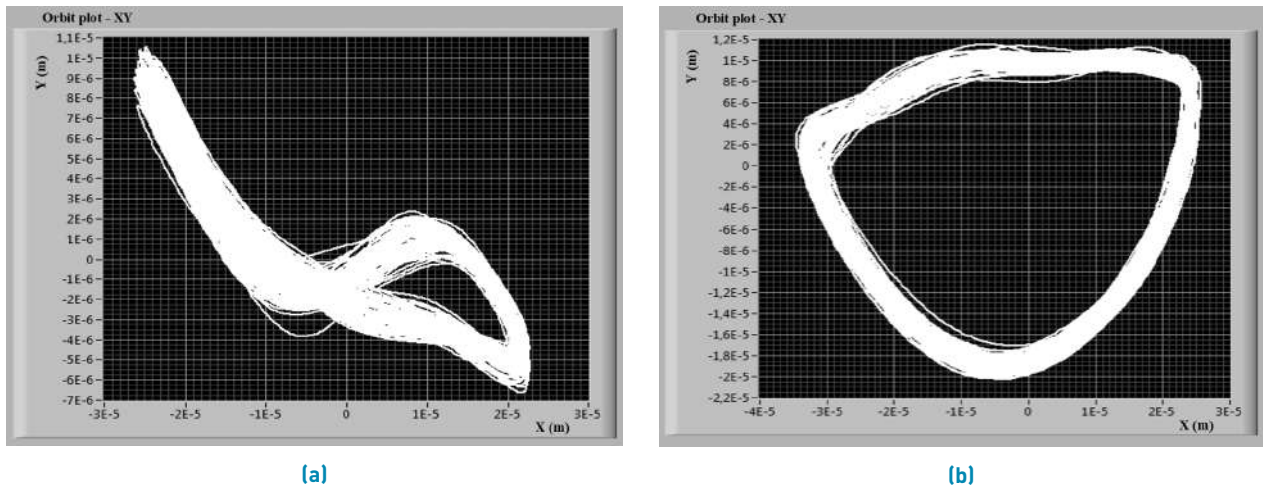 Orbit plot - XY
Y (m)
1,1E-5
1E-5
9E-6
8E-6
7E-6
6E-6
5E-6
4E-6
3E-6
2E-6
1E-6
0
-1E-6
-2E-6
-3E-6
-4E-6
-5E-6
-6E-6
-7E-6
-3E-5 -2E-5 -1E-5 0 1E-5 2E-5 3E-5
X (m)
(a)
Orbit plot - XY
Y (m)
1,2E-5
1E-5
8E-6
6E-6
4E-6
2E-6
0
-2E-6
-4E-6
-6E-6
-8E-6
-1E-5
-1,2E-5
-1,4E-5
-1,6E-5
-1,8E-5
-2E-5
-2,2E-5
-4E-5 -3E-5 -2E-5 -1E-5 0 1E-5 2E-5 3E-5
X (m)
(b)